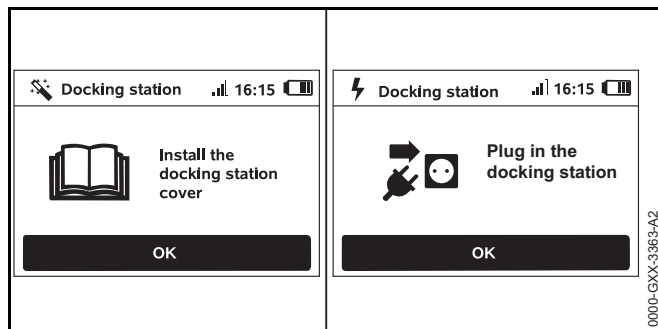 Docking station
16:15
Install the
docking station
cover
OK
Docking station
16:15
Plug in the
docking station
OK
0000-GXX-3363-A2